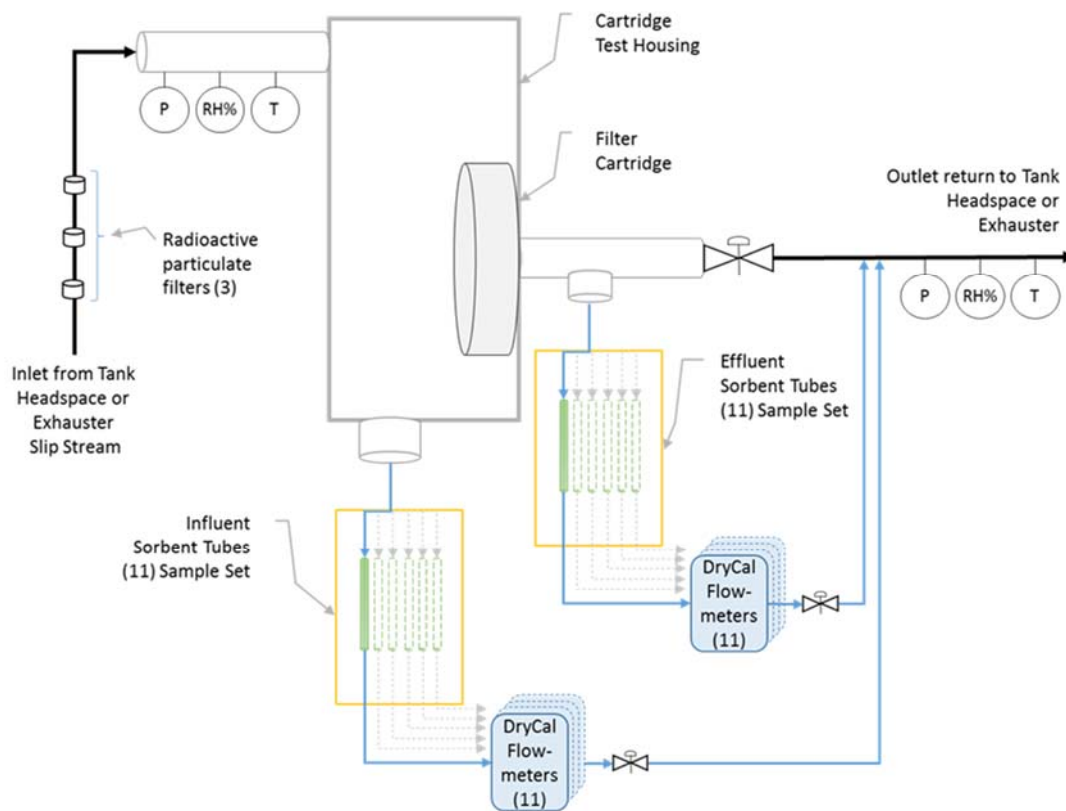 Cartridge
Test Housing
P
RH%
T
Filter
Cartridge
Outlet return to Tank
Headspace or
Exhauster
Radioactive
particulate
filters (3)
P
RH%
T
Inlet from Tank
Headspace or
Exhauster
Slip Stream
Effluent
Sorbent Tubes
(11) Sample Set
Influent
Sorbent Tubes
(11) Sample Set
DryCal
Flow-
meters
(11)
DryCal
Flow-
meters
(11)